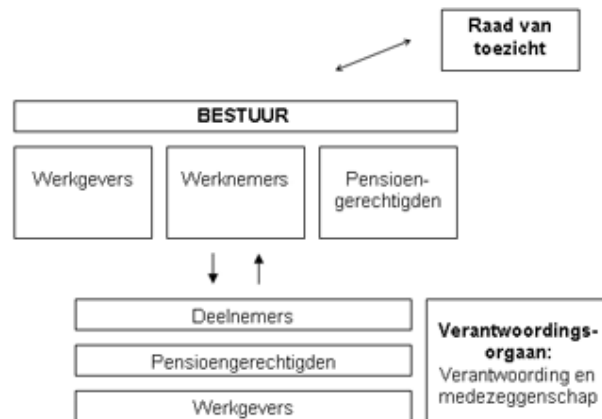 Raad van
toezicht
BESTUUR
Werkgevers
Werknemers
Pensioen-
gerechtigden
Deelnemers
Pensioengerechtigden
Werkgevers
Verantwoordings-
orgaan:
Verantwoording en
medezeggenschap